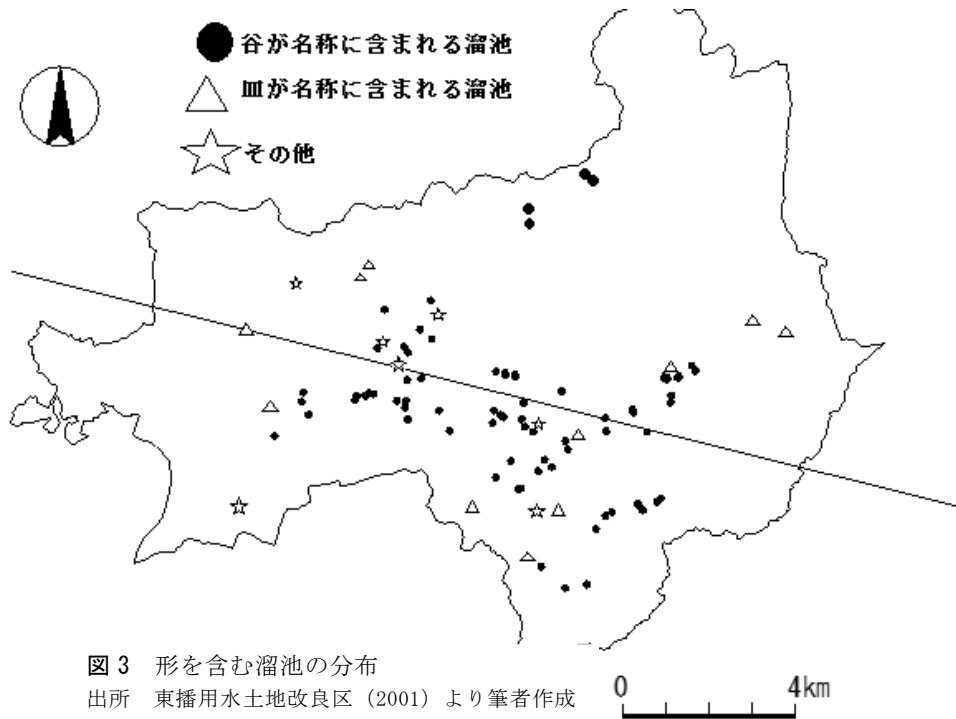 谷が名称に含まれる溜池
皿が名称に含まれる溜池
その他
図3 形を含む溜池の分布
出所 東播用水土地改良区（2001）より筆者作成
0 4km